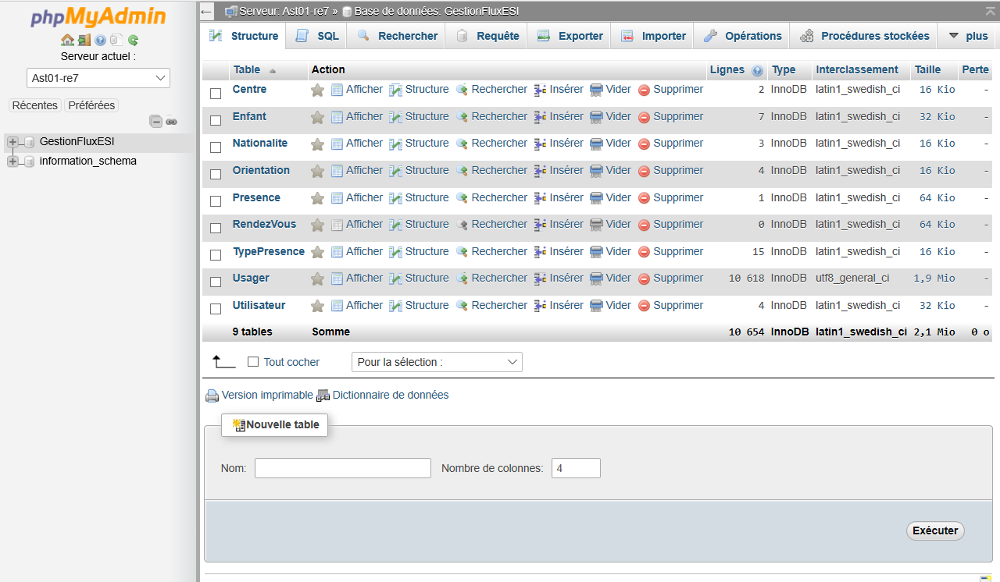 phpMyAdmin
Serveur actuel :
Ast01-re7
Récentes Préférées
GestionFluxESI
information_schema
Serveur: Ast01-re7 » Base de données: GestionFluxESI
Structure SQL Rechercher Requête Exporter Importer Opérations Procédures stockées plus
Table Action Lignes Type Interclassement Taille Perte
Centre Afficher Structure Rechercher Insérer Vider Supprimer 2 InnoDB latin1_swedish_ci 16 Kio -
Enfant Afficher Structure Rechercher Insérer Vider Supprimer 7 InnoDB latin1_swedish_ci 32 Kio -
Nationalite Afficher Structure Rechercher Insérer Vider Supprimer 3 InnoDB latin1_swedish_ci 16 Kio -
Orientation Afficher Structure Rechercher Insérer Vider Supprimer 4 InnoDB latin1_swedish_ci 16 Kio -
Presence Afficher Structure Rechercher Insérer Vider Supprimer 1 InnoDB latin1_swedish_ci 64 Kio -
RendezVous Afficher Structure Rechercher Insérer Vider Supprimer 0 InnoDB latin1_swedish_ci 64 Kio -
TypePresence Afficher Structure Rechercher Insérer Vider Supprimer 15 InnoDB latin1_swedish_ci 16 Kio -
Usager Afficher Structure Rechercher Insérer Vider Supprimer 10 618 InnoDB utf8_general_ci 1,9 Mio -
Utilisateur Afficher Structure Rechercher Insérer Vider Supprimer 4 InnoDB latin1_swedish_ci 32 Kio -
9 tables Somme 10 654 InnoDB latin1_swedish_ci 2,1 Mio 0 o
Tout cocher Pour la sélection :
Version imprimable Dictionnaire de données
Nouvelle table
Nom: Nombre de colonnes: 4
Exécuter